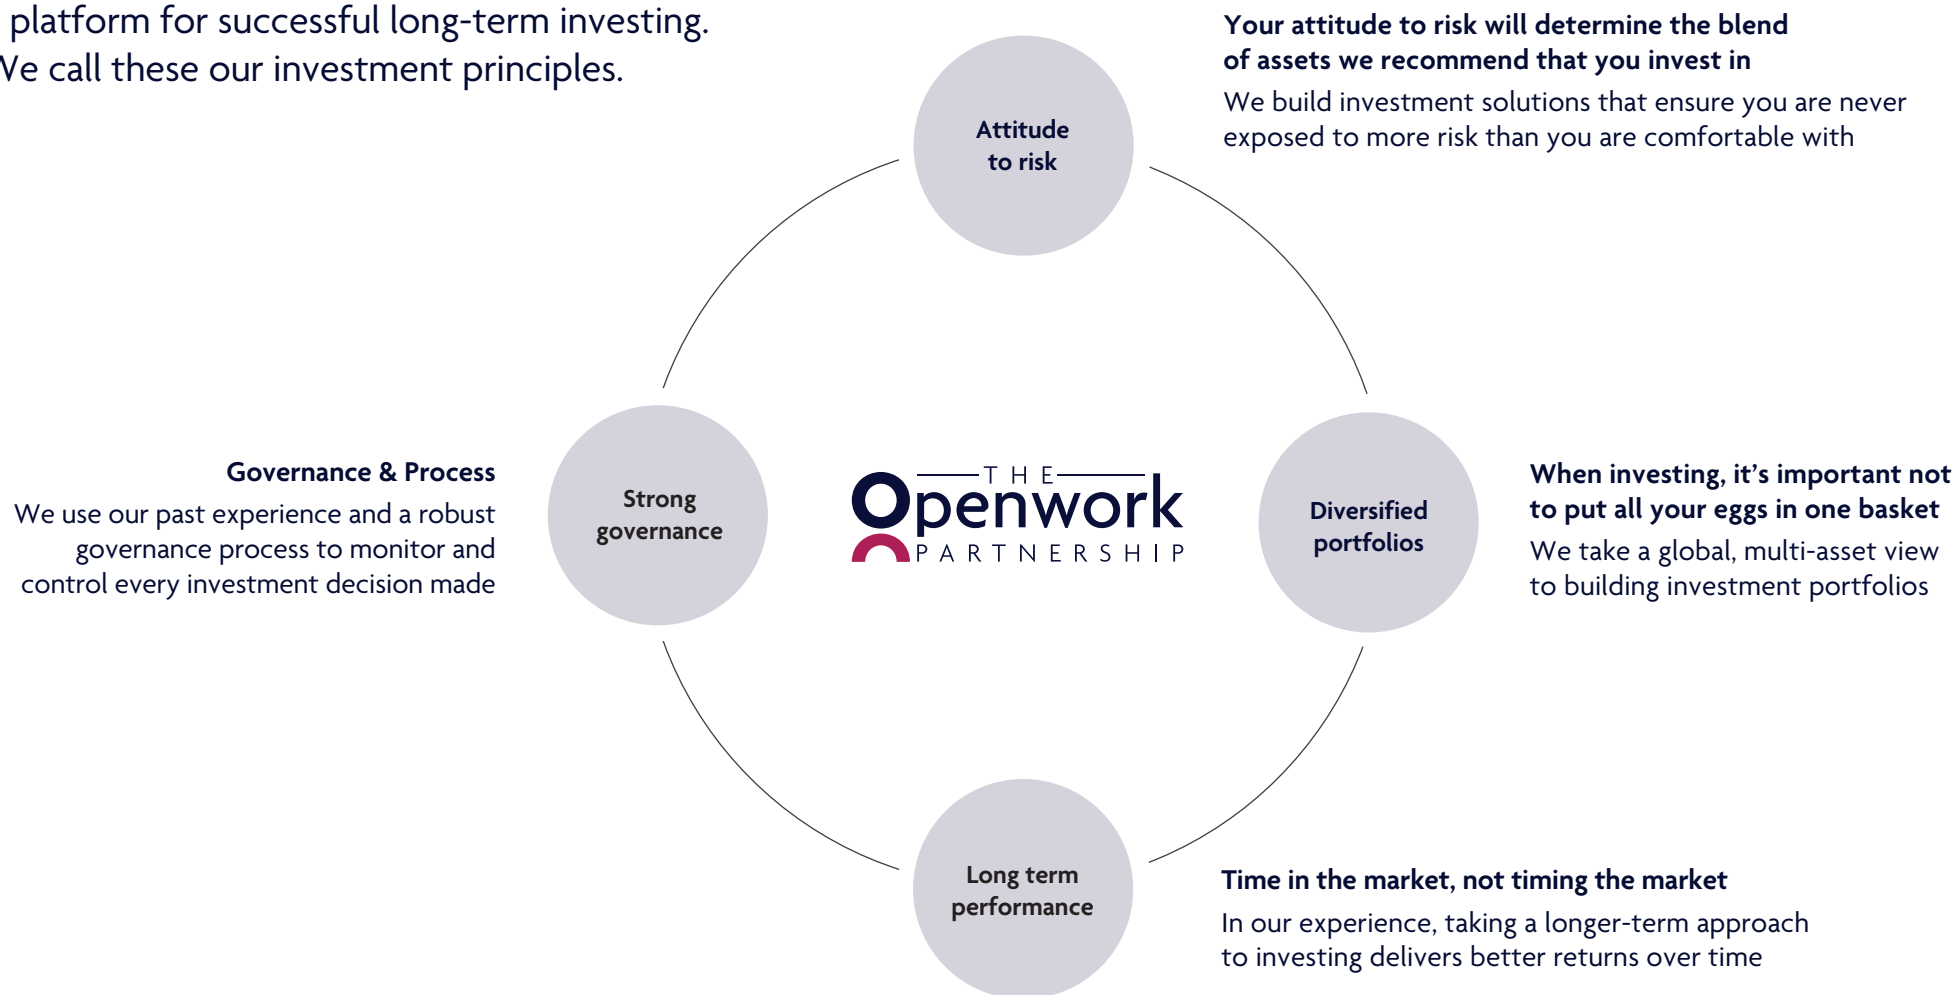 platform for successful long-term investing.
We call these our investment principles.
Attitude
to risk
Your attitude to risk will determine the blend
of assets we recommend that you invest in
We build investment solutions that ensure you are never
exposed to more risk than you are comfortable with
Governance & Process
We use our past experience and a robust
governance process to monitor and
control every investment decision made
Strong
governance
THE
Openwork
PARTNERSHIP
Diversified
portfolios
When investing, it’s important not
to put all your eggs in one basket
We take a global, multi-asset view
to building investment portfolios
Long term
performance
Time in the market, not timing the market
In our experience, taking a longer-term approach
to investing delivers better returns over time